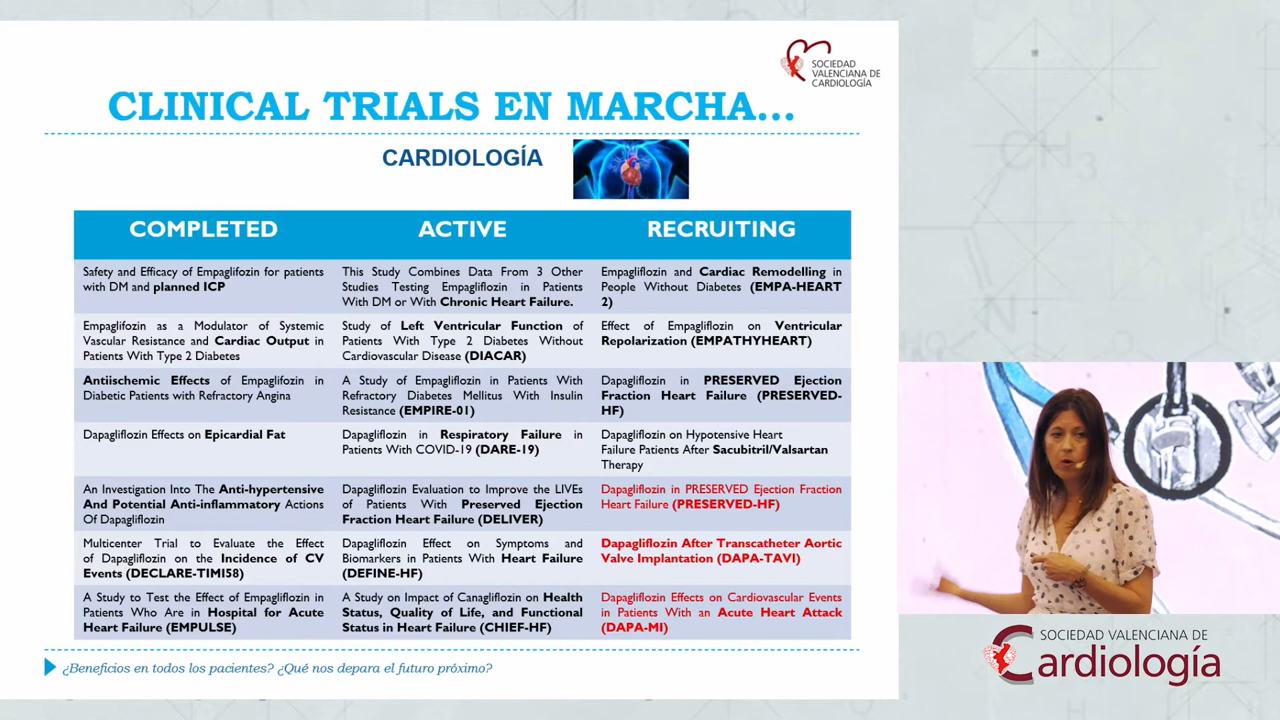 SOCIEDAD
VALENCIANA DE
CARDIOLOGÍA
CLINICAL TRIALS EN MARCHA...
CARDIOLOGÍA
COMPLETED
ACTIVE
RECRUITING
Safety and Efficacy of Empaglifozin for patients
with DM and planned ICP
This Study Combines Data From 3 Other
Studies Testing Empagliflozin in Patients
With DM or With Chronic Heart Failure.
Empagliflozin and Cardiac Remodelling in
People Without Diabetes (EMPA-HEART
2)
Empaglifozin as a Modulator of Systemic
Vascular Resistance and Cardiac Output in
Patients With Type 2 Diabetes
Study of Left Ventricular Function of
Patients With Type 2 Diabetes Without
Cardiovascular Disease (DIACAR)
Effect of Empagliflozin on Ventricular
Repolarization (EMPATHYHEART)
Antiischemic Effects of Empaglifozin in
Diabetic Patients with Refractory Angina
A Study of Empagliflozin in Patients With
Refractory Diabetes Mellitus With Insulin
Resistance (EMPIRE-01)
Dapagliflozin in PRESERVED Ejection
Fraction Heart Failure (PRESERVED-
HF)
Dapagliflozin Effects on Epicardial Fat
Dapagliflozin in Respiratory Failure in
Patients With COVID-19 (DARE-19)
Dapagliflozin on Hypotensive Heart
Failure Patients After Sacubitril/Valsartan
Therapy
An Investigation Into The Anti-hypertensive
And Potential Anti-inflammatory Actions
Of Dapagliflozin
Dapagliflozin Evaluation to Improve the LIVEs
of Patients With Preserved Ejection
Fraction Heart Failure (DELIVER)
Dapagliflozin in PRESERVED Ejection Fraction
Heart Failure (PRESERVED-HF)
Multicenter Trial to Evaluate the Effect
of Dapagliflozin on the Incidence of CV
Events (DECLARE-TIMI58)
Dapagliflozin Effect on Symptoms and
Biomarkers in Patients With Heart Failure
(DEFINE-HF)
Dapagliflozin After Transcatheter Aortic
Valve Implantation (DAPA-TAVI)
A Study to Test the Effect of Empagliflozin in
Patients Who Are in Hospital for Acute
Heart Failure (EMPULSE)
A Study on Impact of Canagliflozin on Health
Status, Quality of Life, and Functional
Status in Heart Failure (CHIEF-HF)
Dapagliflozin Effects on Cardiovascular Events
in Patients With an Acute Heart Attack
(DAPA-MI)
¿Beneficios en todos los pacientes? ¿Qué nos depara el futuro próximo?
CH3
N
SOCIEDAD VALENCIANA DE
Cardiología